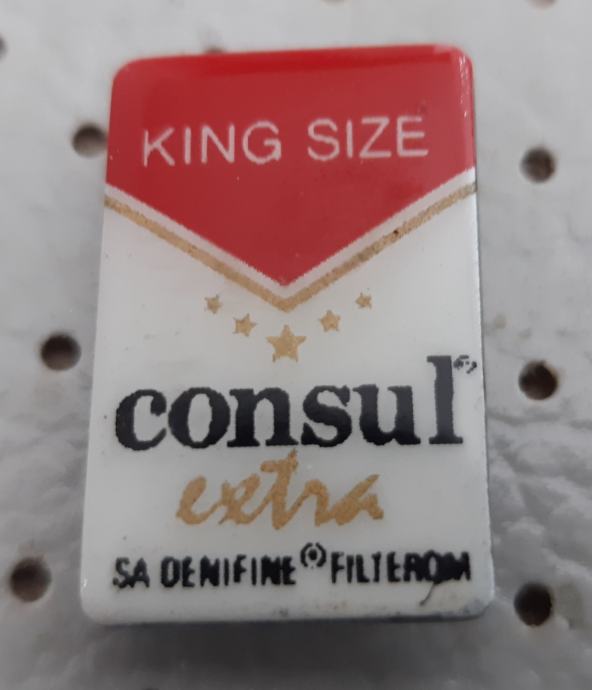 KING SIZE
consul®
extra
SA DENIFINE® FILTEROM